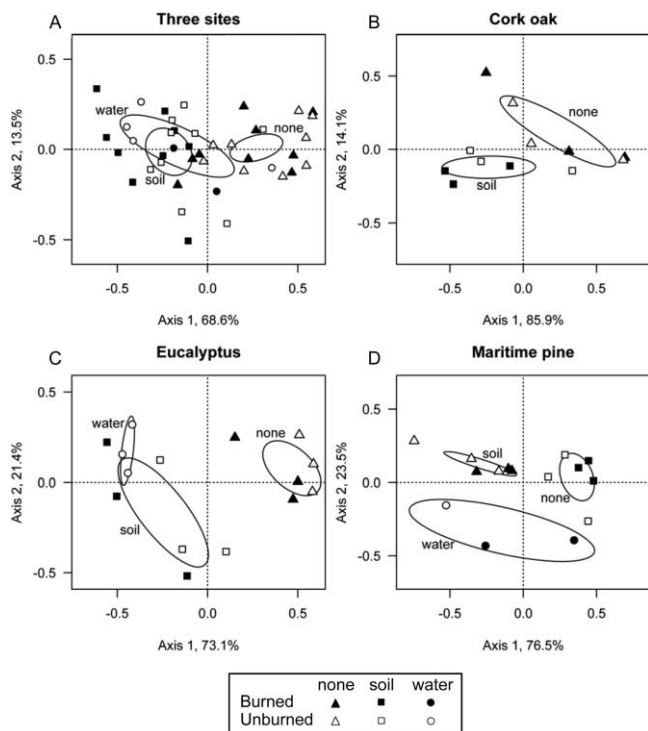 A Three sites
0.5
0.0
-0.5
Axis 2, 13.5%
water
none
soil
-0.5 0.0 0.5
Axis 1, 68.6%
B Cork oak
0.5
0.0
-0.5
Axis 2, 14.1%
none
soil
-0.5 0.0 0.5
Axis 1, 85.9%
C Eucalyptus
0.5
0.0
-0.5
Axis 2, 21.4%
water
none
soil
-0.5 0.0 0.5
Axis 1, 73.1%
D Maritime pine
0.5
0.0
-0.5
Axis 2, 23.5%
soil
none
water
-0.5 0.0 0.5
Axis 1, 76.5%
none soil water
Burned
Unburned